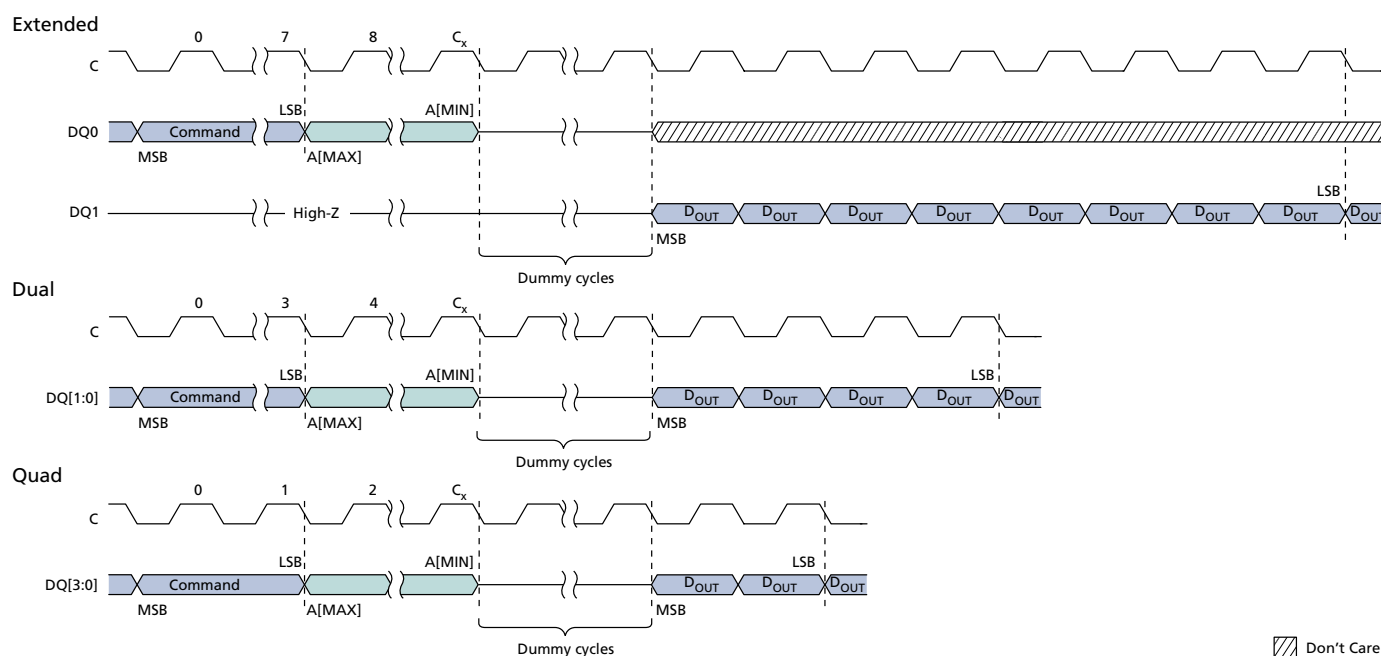 Extended
0 7 8 Cx
C
LSB A[MIN]
DQ0 Command
MSB A[MAX]
LSB
DQ1 High-Z DOUT DOUT DOUT DOUT DOUT DOUT DOUT DOUT DOUT
MSB
Dummy cycles
Dual
0 3 4 Cx
C
LSB A[MIN] LSB
DQ[1:0] Command DOUT DOUT DOUT DOUT DOUT
MSB A[MAX] MSB
Dummy cycles
Quad
0 1 2 Cx
C
LSB A[MIN] LSB
DQ[3:0] Command DOUT DOUT DOUT
MSB A[MAX] MSB
Dummy cycles
Don't Care